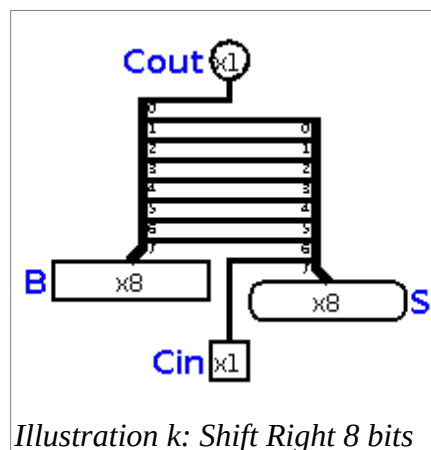 Cout x1
0
1 0
2 1
3 2
4 3
5 4
6 5
7 6
7
B x8
x8 S
Cin x1
Illustration k: Shift Right 8 bits